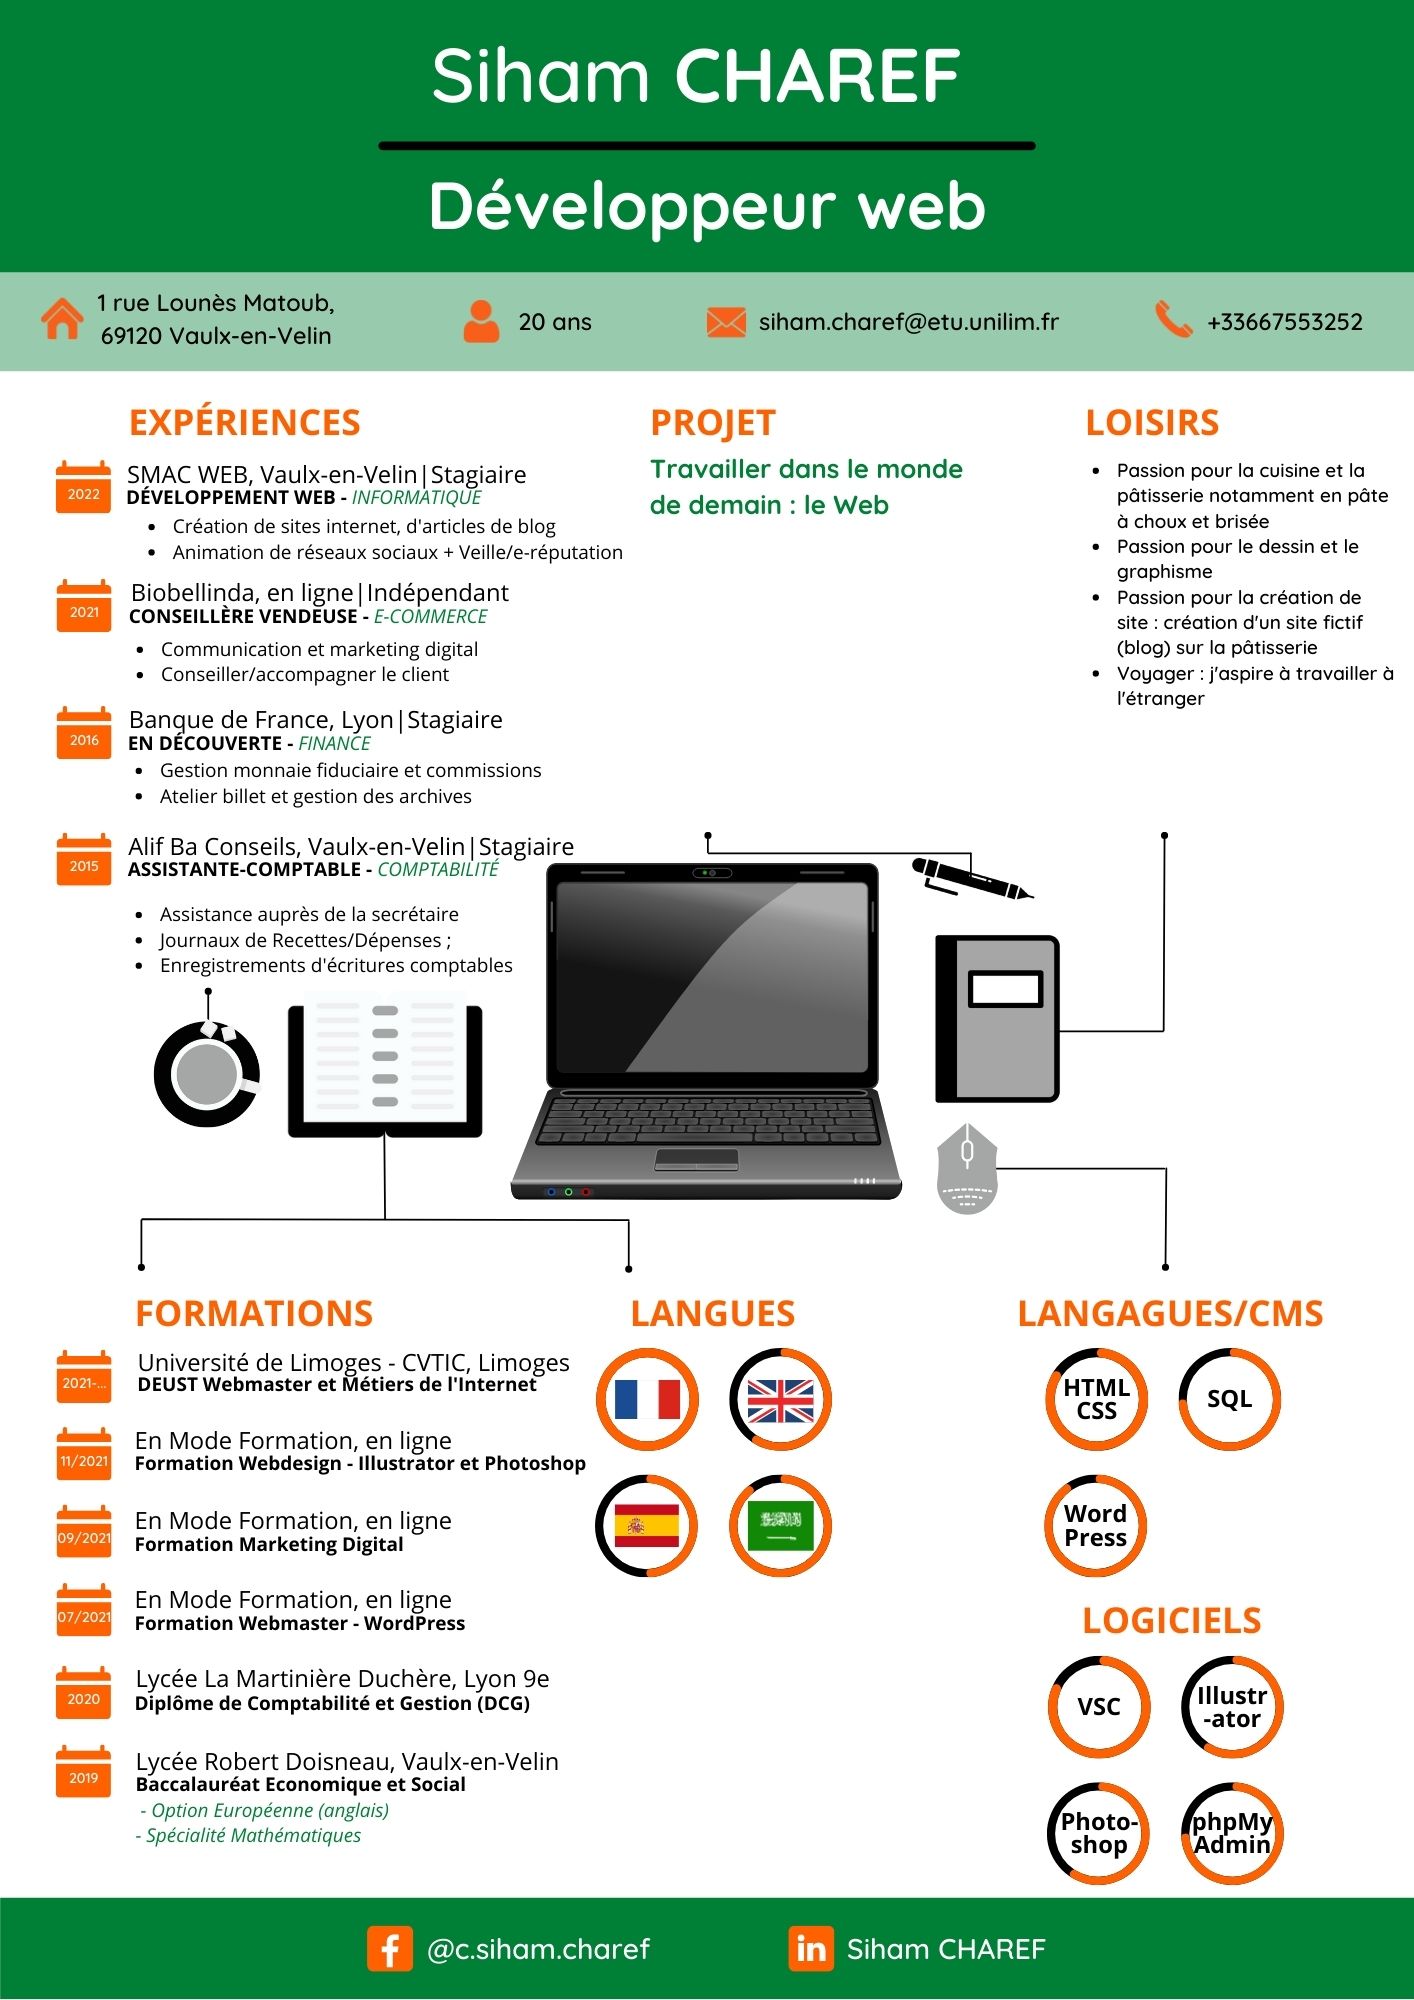 Siham CHAREF
Développeur web
1 rue Lounès Matoub,
69120 Vaulx-en-Velin
20 ans
siham.charef@etu.unilim.fr
+33667553252
EXPÉRIENCES
2022
SMAC WEB, Vaulx-en-Velin|Stagiaire
DÉVELOPPEMENT WEB - INFORMATIQUE
• Création de sites internet, d'articles de blog
• Animation de réseaux sociaux + Veille/e-réputation
2021
Biobellinda, en ligne|Indépendant
CONSEILLÈRE VENDEUSE - E-COMMERCE
• Communication et marketing digital
• Conseiller/accompagner le client
2016
Banque de France, Lyon|Stagiaire
EN DÉCOUVERTE - FINANCE
• Gestion monnaie fiduciaire et commissions
• Atelier billet et gestion des archives
2015
Alif Ba Conseils, Vaulx-en-Velin|Stagiaire
ASSISTANTE-COMPTABLE - COMPTABILITÉ
• Assistance auprès de la secrétaire
• Journaux de Recettes/Dépenses ;
• Enregistrements d'écritures comptables
PROJET
Travailler dans le monde
de demain : le Web
LOISIRS
• Passion pour la cuisine et la
pâtisserie notamment en pâte
à choux et brisée
• Passion pour le dessin et le
graphisme
• Passion pour la création de
site : création d'un site fictif
(blog) sur la pâtisserie
• Voyager : j'aspire à travailler à
l'étranger
FORMATIONS
2021-...
Université de Limoges - CVTIC, Limoges
DEUST Webmaster et Métiers de l'Internet
11/2021
En Mode Formation, en ligne
Formation Webdesign - Illustrator et Photoshop
09/2021
En Mode Formation, en ligne
Formation Marketing Digital
07/2021
En Mode Formation, en ligne
Formation Webmaster - WordPress
2020
Lycée La Martinière Duchère, Lyon 9e
Diplôme de Comptabilité et Gestion (DCG)
2019
Lycée Robert Doisneau, Vaulx-en-Velin
Baccalauréat Economique et Social
- Option Européenne (anglais)
- Spécialité Mathématiques
LANGUES
LANGAGUES/CMS
HTML
CSS
SQL
Word
Press
LOGICIELS
VSC
Illustr
-ator
Photo-
shop
phpMy
Admin
@c.siham.charef
in
Siham CHAREF